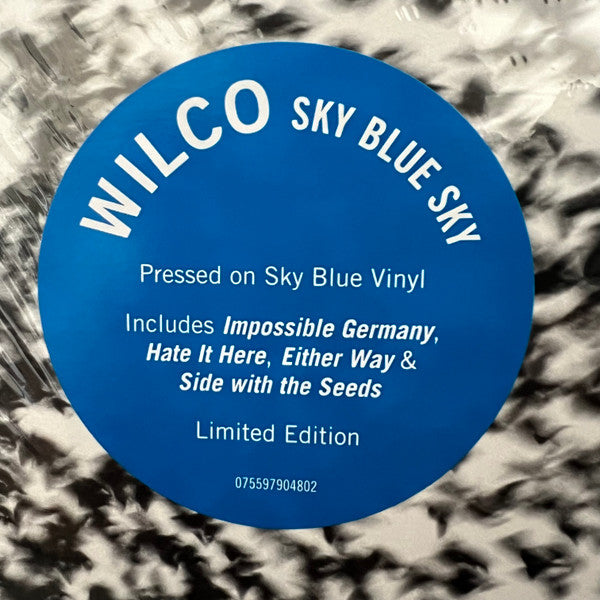 WILCO SKY BLUE SKY
Pressed on Sky Blue Vinyl
Includes Impossible Germany,
Hate It Here, Either Way &
Side with the Seeds
Limited Edition
075597904802